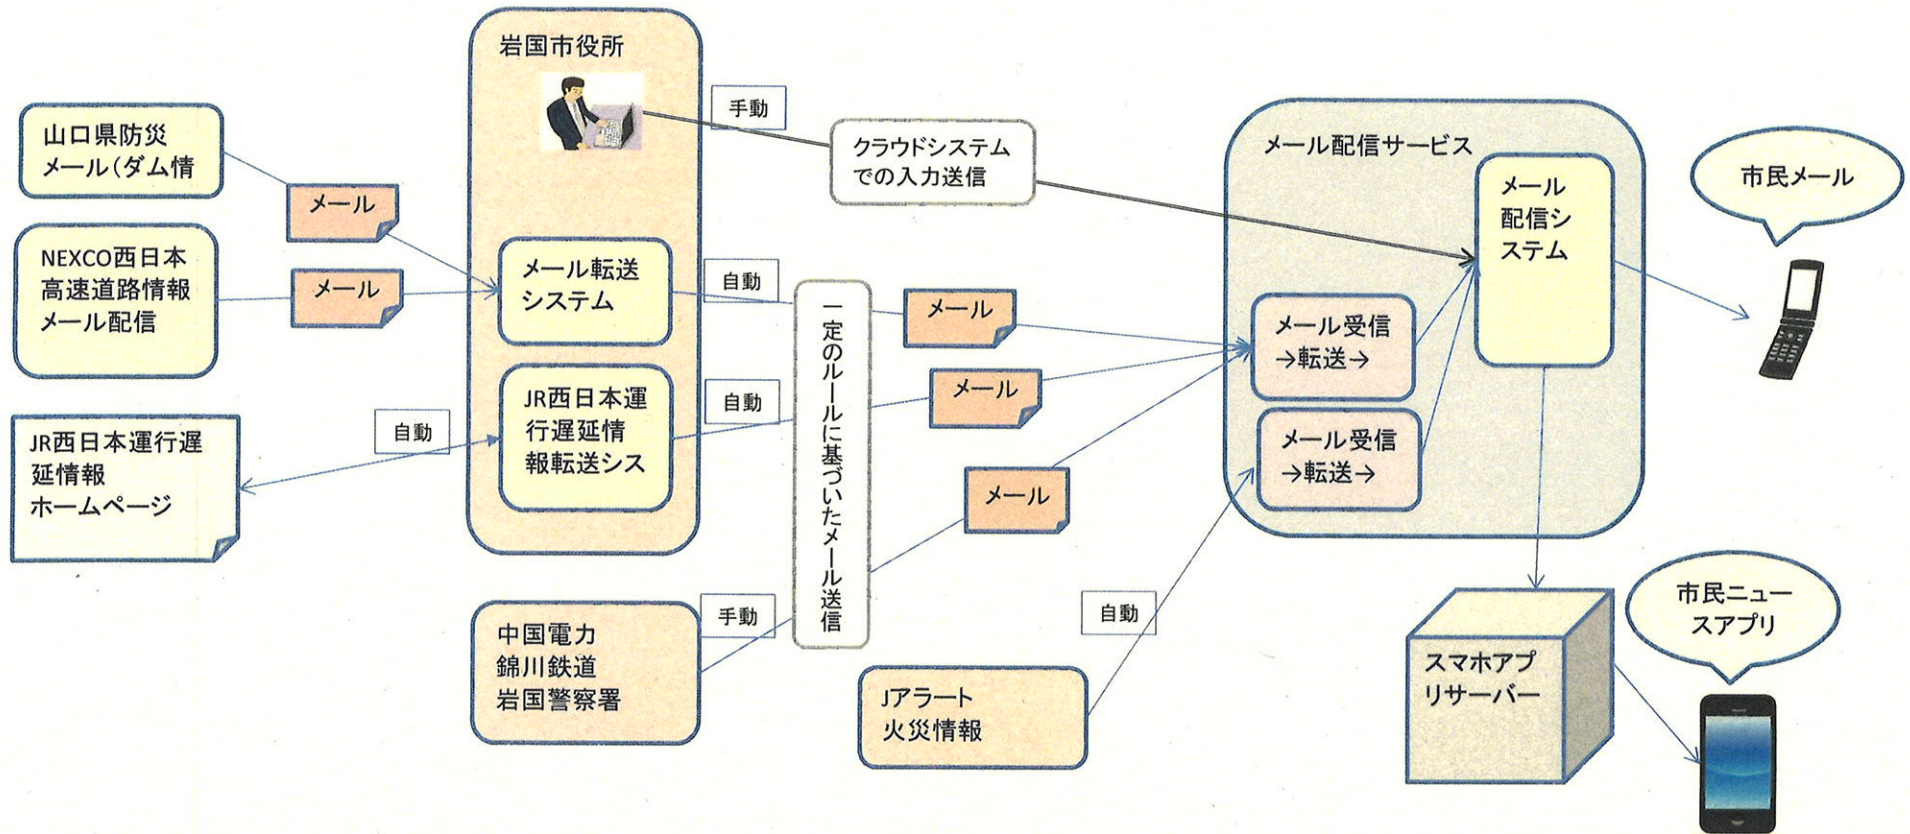 岩国市役所
手動
山口県防災
メール(ダム情
メール
クラウドシステム
での入力送信
メール配信サービス
メール
配信シ
ステム
市民メール
NEXCO西日本
高速道路情報
メール配信
メール
メール転送
システム
自動
一定のルールに基づいたメール送信
メール
メール受信
→転送→
JR西日本運行遅
延情報
ホームページ
自動
JR西日本運
行遅延情
報転送シス
自動
メール
メール受信
→転送→
メール
中国電力
錦川鉄道
岩国警察署
手動
自動
Jアラート
火災情報
スマホアプ
リサーバー
市民ニュー
スアプリ